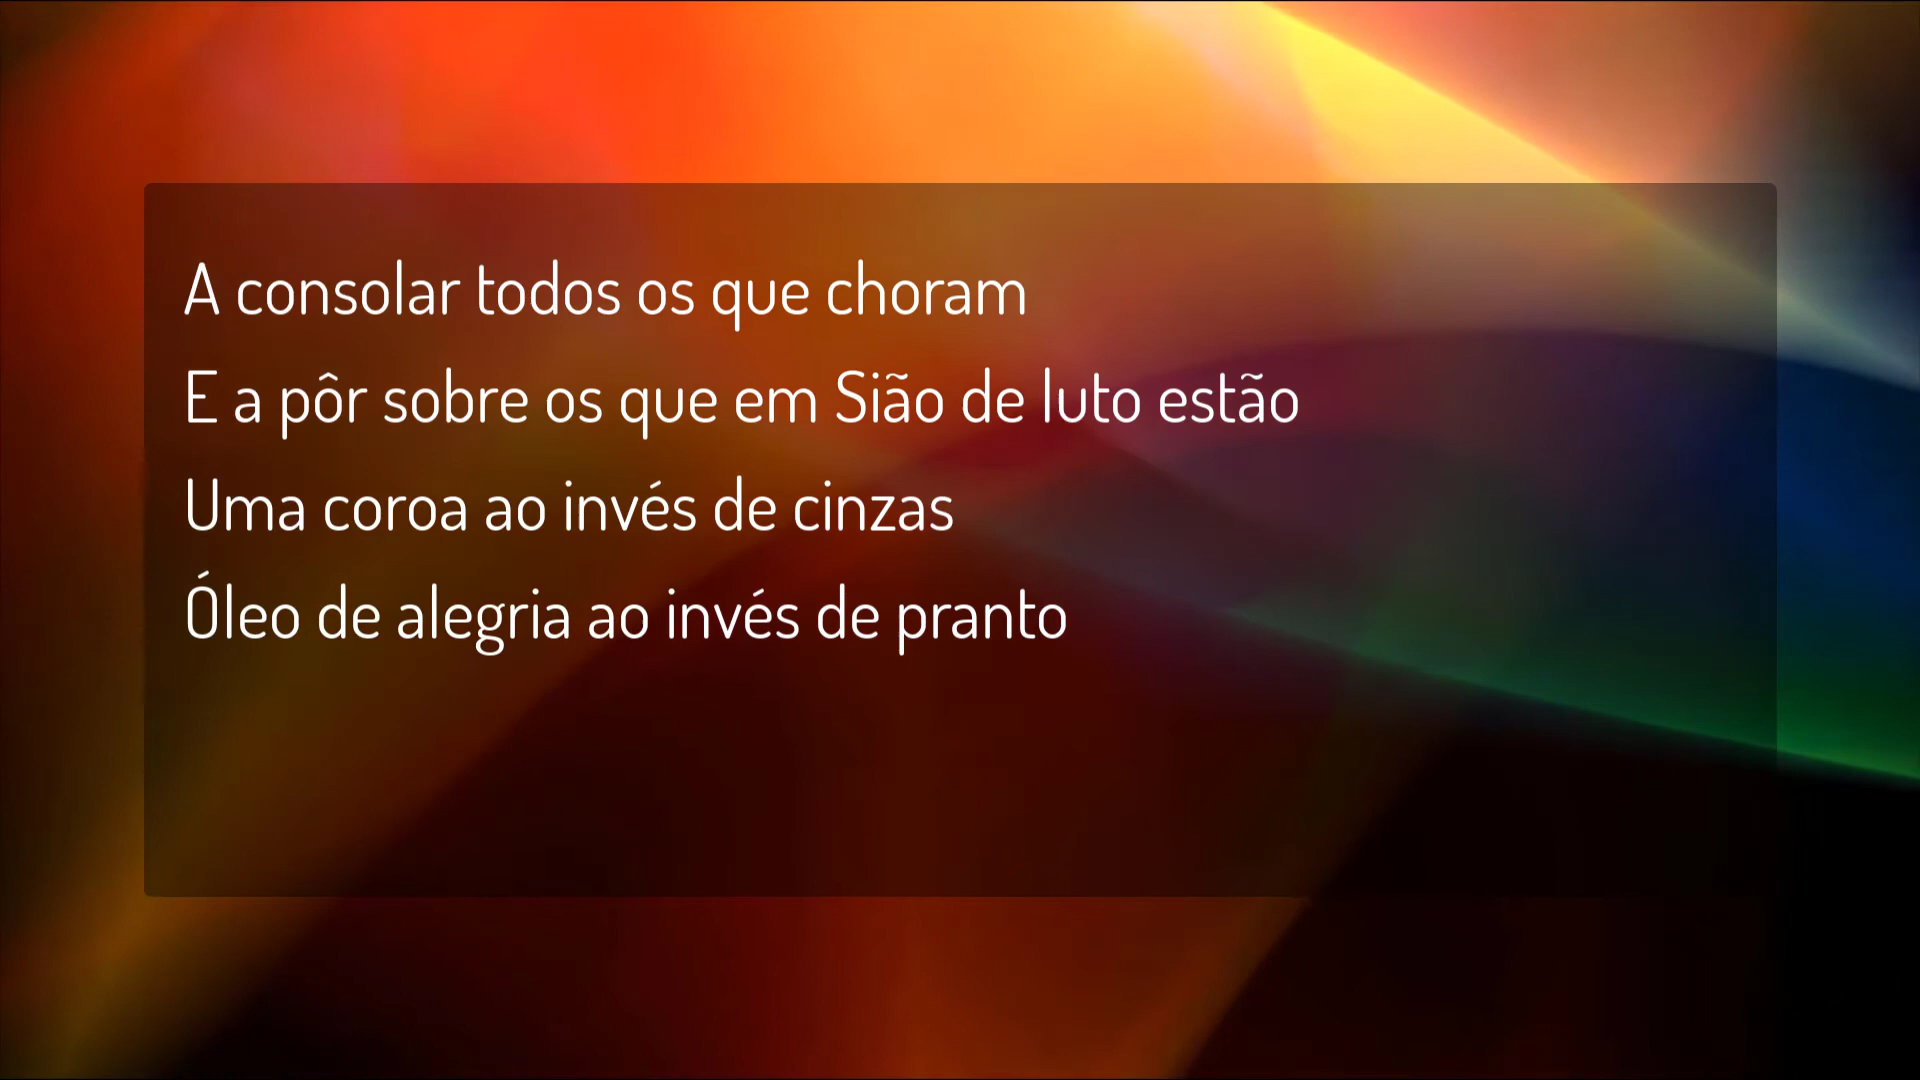 A consolar todos os que choram
E a pôr sobre os que em Sião de luto estão
Uma coroa ao invés de cinzas
Óleo de alegria ao invés de pranto